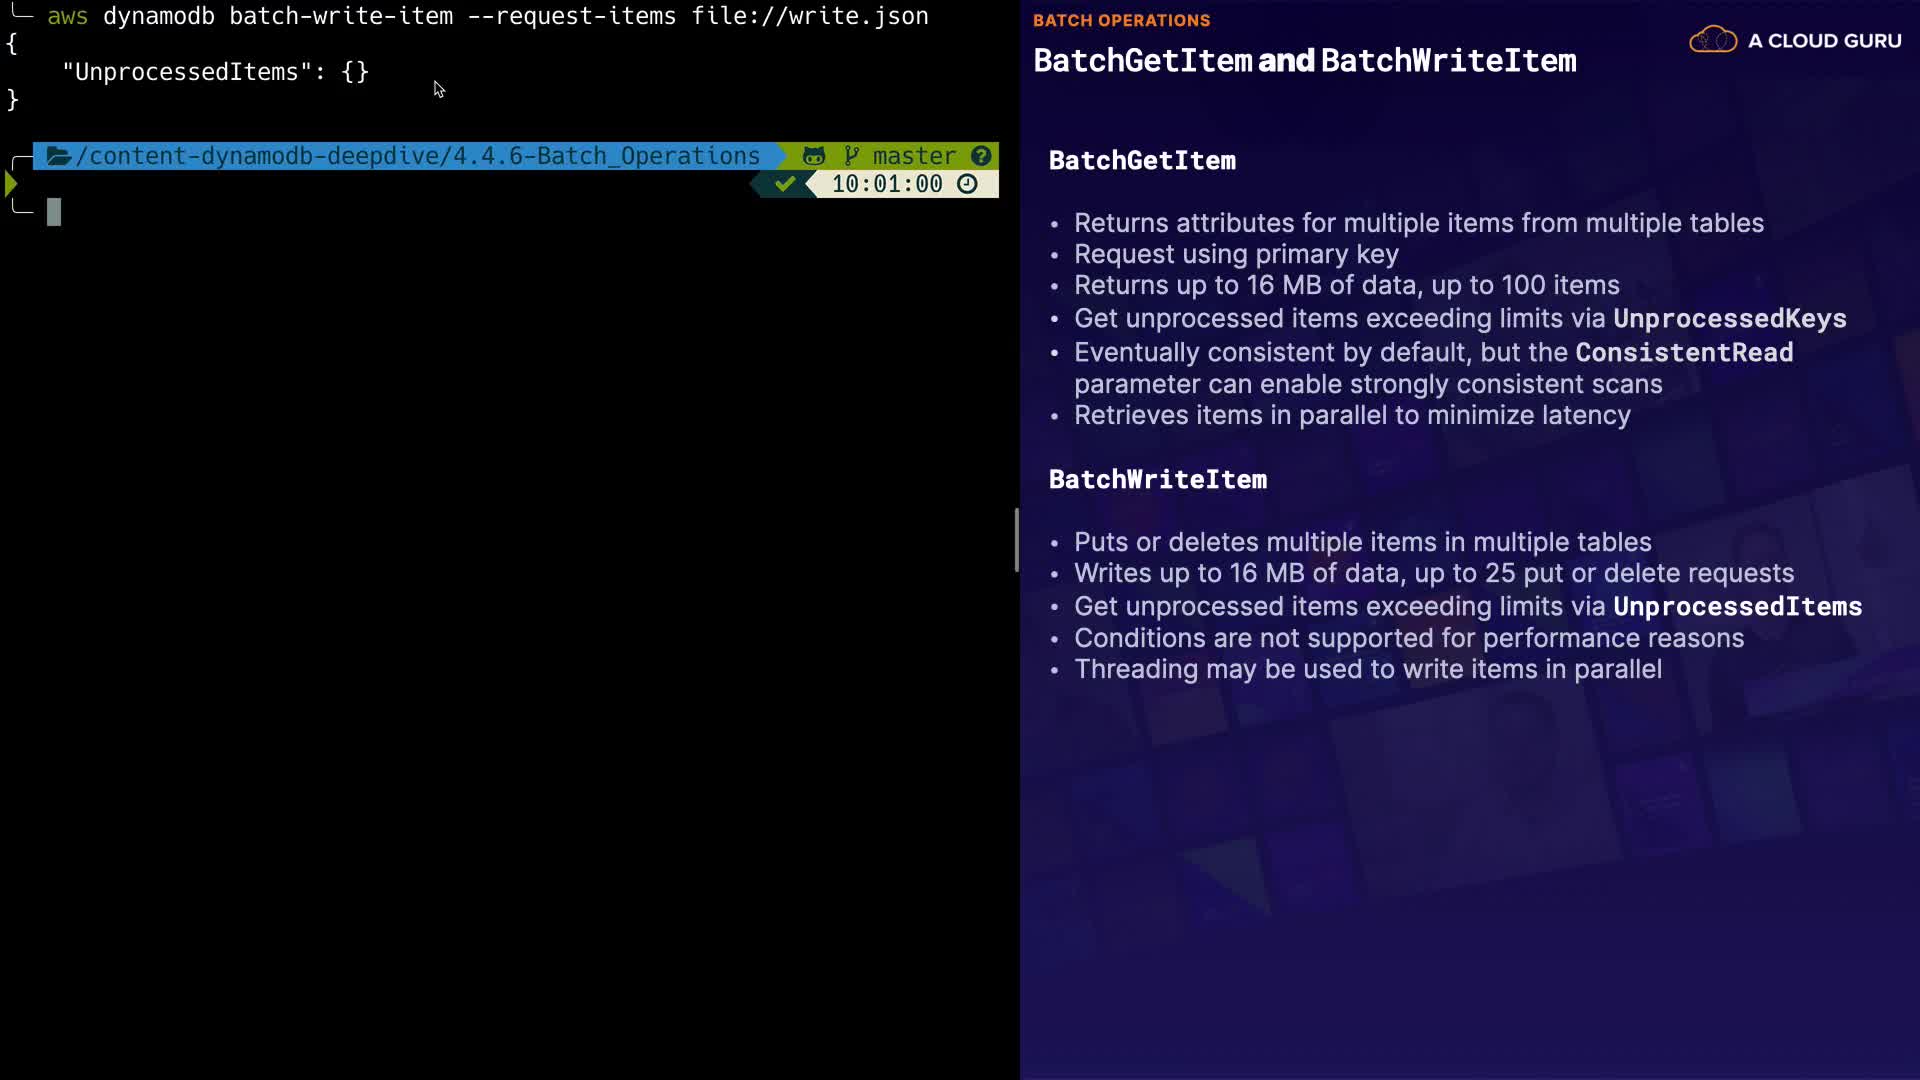 aws dynamodb batch-write-item --request-items file://write.json
{
"UnprocessedItems": {}
}
/content-dynamodb-deepdive/4.4.6-Batch_Operations master ?
10:01:00
BATCH OPERATIONS
BatchGetItem and BatchWriteItem
A CLOUD GURU
BatchGetItem
• Returns attributes for multiple items from multiple tables
• Request using primary key
• Returns up to 16 MB of data, up to 100 items
• Get unprocessed items exceeding limits via UnprocessedKeys
• Eventually consistent by default, but the ConsistentRead
parameter can enable strongly consistent scans
• Retrieves items in parallel to minimize latency
BatchWriteItem
• Puts or deletes multiple items in multiple tables
• Writes up to 16 MB of data, up to 25 put or delete requests
• Get unprocessed items exceeding limits via UnprocessedItems
• Conditions are not supported for performance reasons
• Threading may be used to write items in parallel